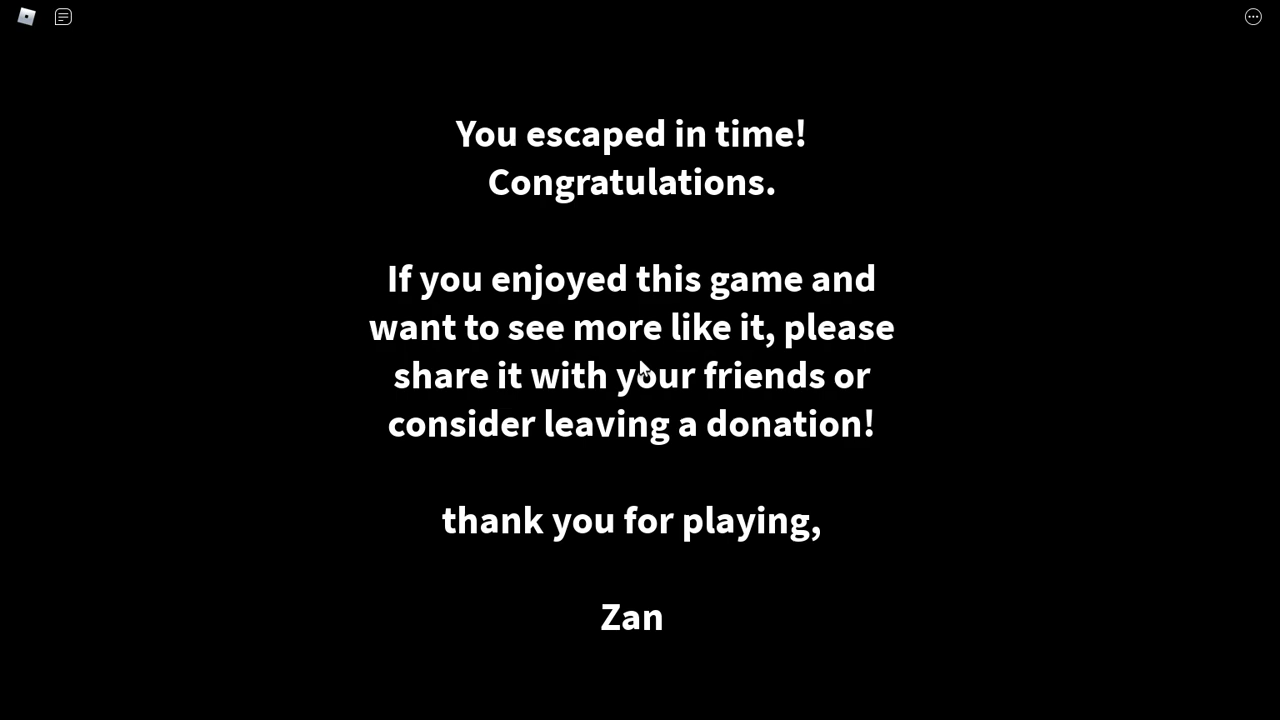 You escaped in time!
Congratulations.
If you enjoyed this game and
want to see more like it, please
share it with your friends or
consider leaving a donation!
thank you for playing,
Zan